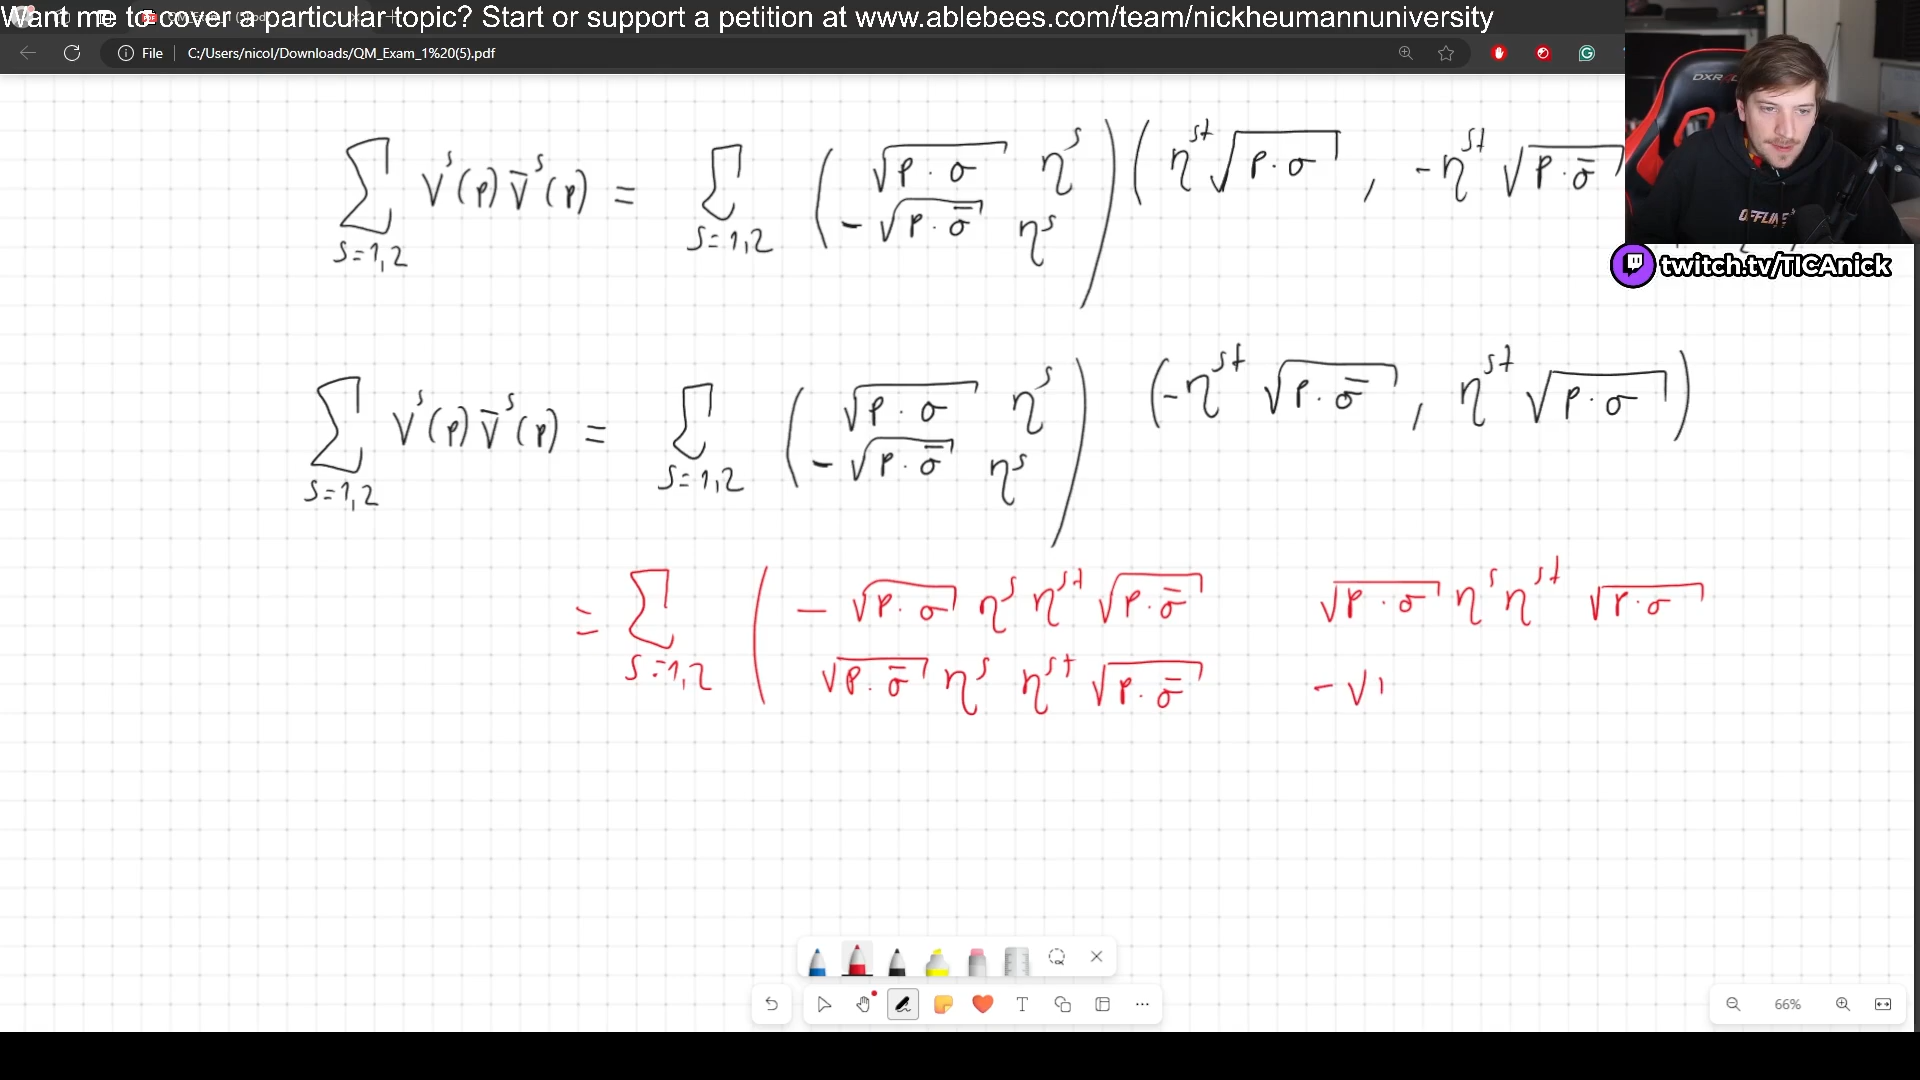 Want me to cover a particular topic? Start or support a petition at www.ablebees.com/team/nickheumannuniversity
File C:/Users/nicol/Downloads/QM_Exam_1%20(5).pdf
DXR
OFFLINE
twitch.tv/TICAnick
∑_{s=1,2} v^s(p) v̄^s(p) = ∑_{s=1,2} ( √(p·σ) η^s ; -√(p·σ̄) η^s ) ( η^{s†} √(p·σ) , -η^{s†} √(p·σ̄)
∑_{s=1,2} v^s(p) v̄^s(p) = ∑_{s=1,2} ( √(p·σ) η^s ; -√(p·σ̄) η^s ) ( -η^{s†} √(p·σ̄) , η^{s†} √(p·σ) )
= ∑_{s=1,2} ( -√(p·σ) η^s η^{s†} √(p·σ̄) √(p·σ) η^s η^{s†} √(p·σ)
√(p·σ̄) η^s η^{s†} √(p·σ̄) -√
66%